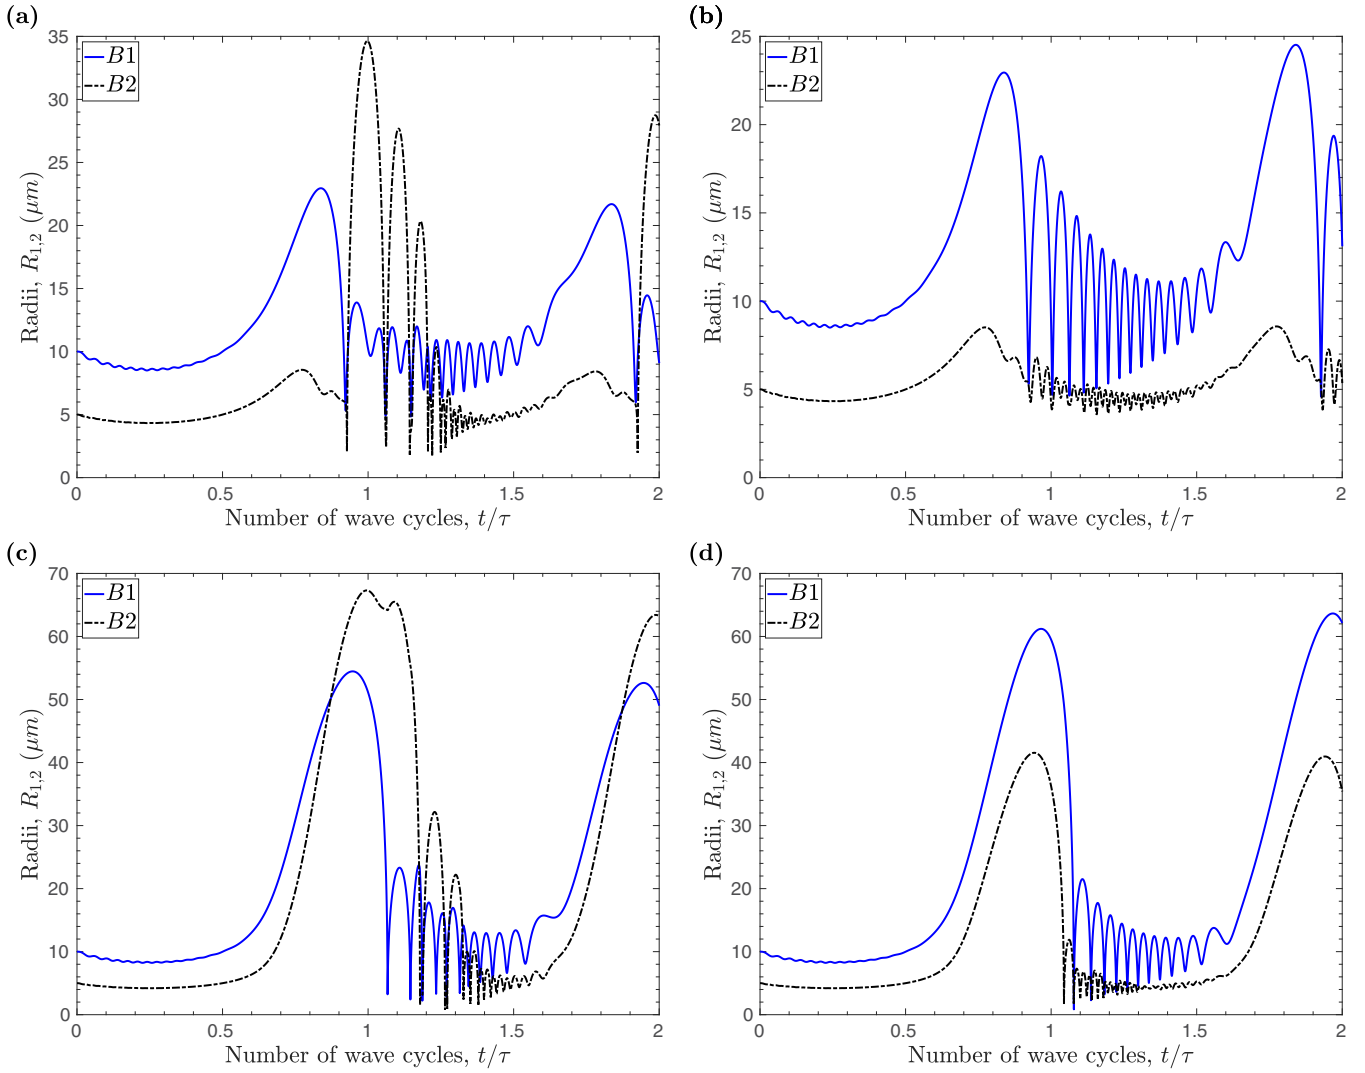 (a)
B1
B2
35
30
25
20
15
10
5
0
Radii, R1,2 (μm)
0 0.5 1 1.5 2
Number of wave cycles, t/τ
(b)
B1
B2
25
20
15
10
5
0
Radii, R1,2 (μm)
0 0.5 1 1.5 2
Number of wave cycles, t/τ
(c)
B1
B2
70
60
50
40
30
20
10
0
Radii, R1,2 (μm)
0 0.5 1 1.5 2
Number of wave cycles, t/τ
(d)
B1
B2
70
60
50
40
30
20
10
0
Radii, R1,2 (μm)
0 0.5 1 1.5 2
Number of wave cycles, t/τ